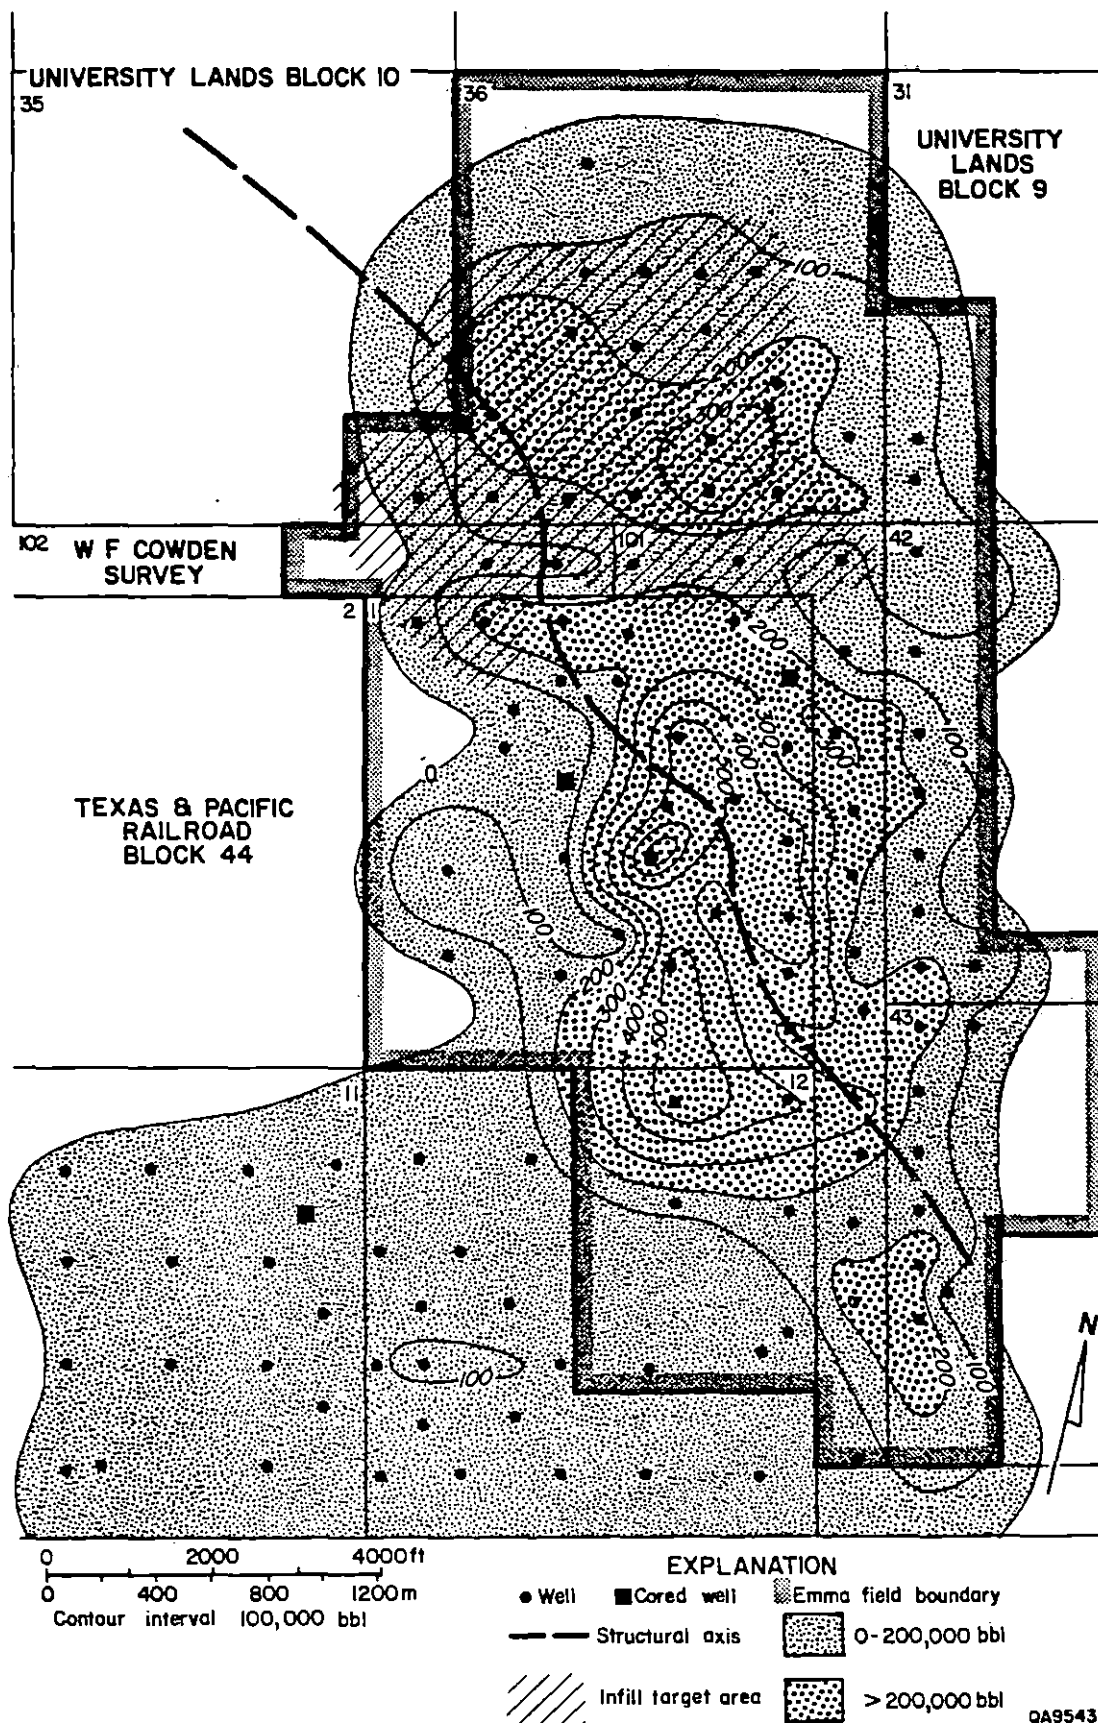 UNIVERSITY LANDS BLOCK 10
35
36
31
UNIVERSITY
LANDS
BLOCK 9
100
200
300
102
W F COWDEN
SURVEY
101
42
2
1
200
100
400
500
0
TEXAS & PACIFIC
RAILROAD
BLOCK 44
100
200
300
400
500
43
12
11
100
200
100
N
0 2000 4000ft
0 400 800 1200m
Contour interval 100,000 bbl
EXPLANATION
Well
Cored well
Emma field boundary
Structural axis
0-200,000 bbl
Infill target area
>200,000 bbl
QA9543